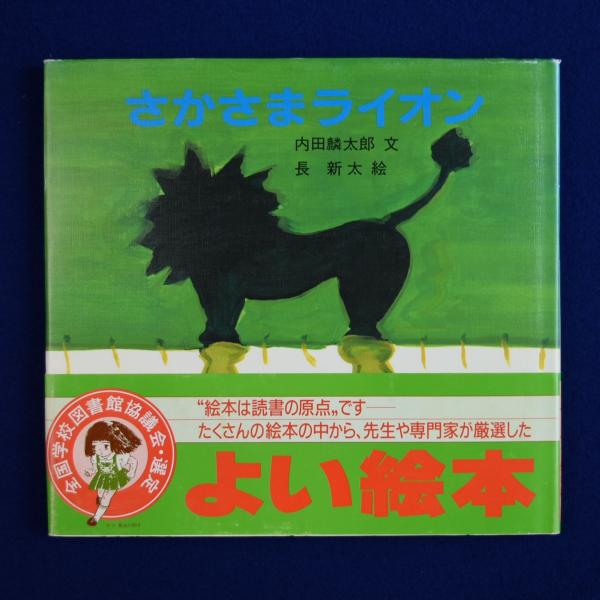 さかさまライオン
内田麟太郎 文
長 新太 絵
全国学校図書館協議会・選定
“絵本は読書の原点„です──
たくさんの絵本の中から、先生や専門家が厳選した
よい絵本